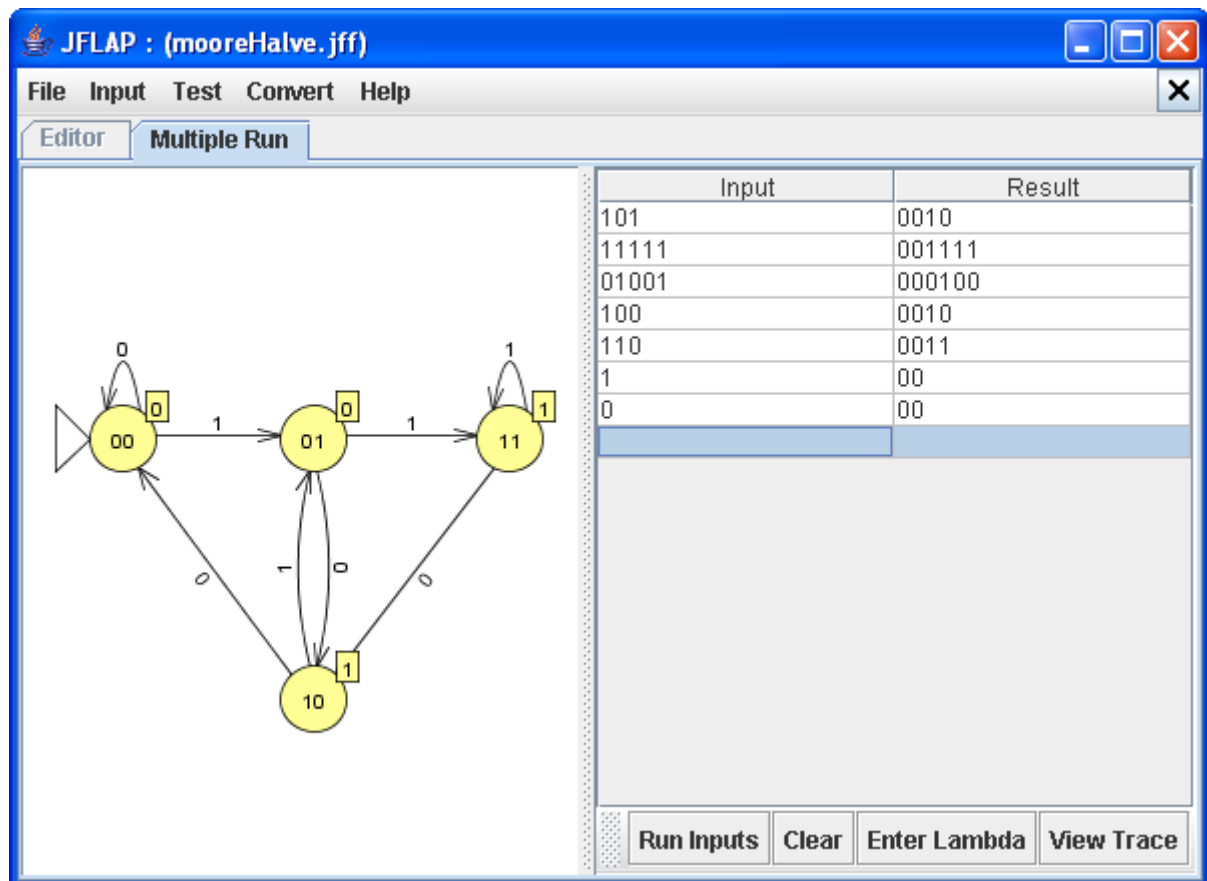 JFLAP : (mooreHalve.jff)
File Input Test Convert Help
Editor Multiple Run
Input Result
101 0010
11111 001111
01001 000100
100 0010
110 0011
1 00
0 00
0 1
0 0 1
00 1 01 1 11
0 1 0 0
1
10
Run Inputs Clear Enter Lambda View Trace